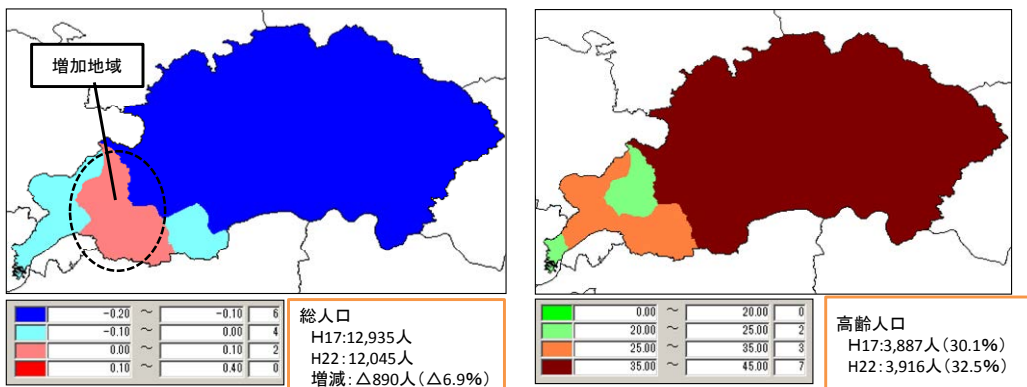 増加地域
-0.20 ~ -0.10 6
-0.10 ~ 0.00 4
0.00 ~ 0.10 2
0.10 ~ 0.40 0
総人口
H17:12,935人
H22:12,045人
増減:△890人(△6.9%)
0.00 ~ 20.00 0
20.00 ~ 25.00 2
25.00 ~ 35.00 3
35.00 ~ 45.00 7
高齢人口
H17:3,887人(30.1%)
H22:3,916人(32.5%)